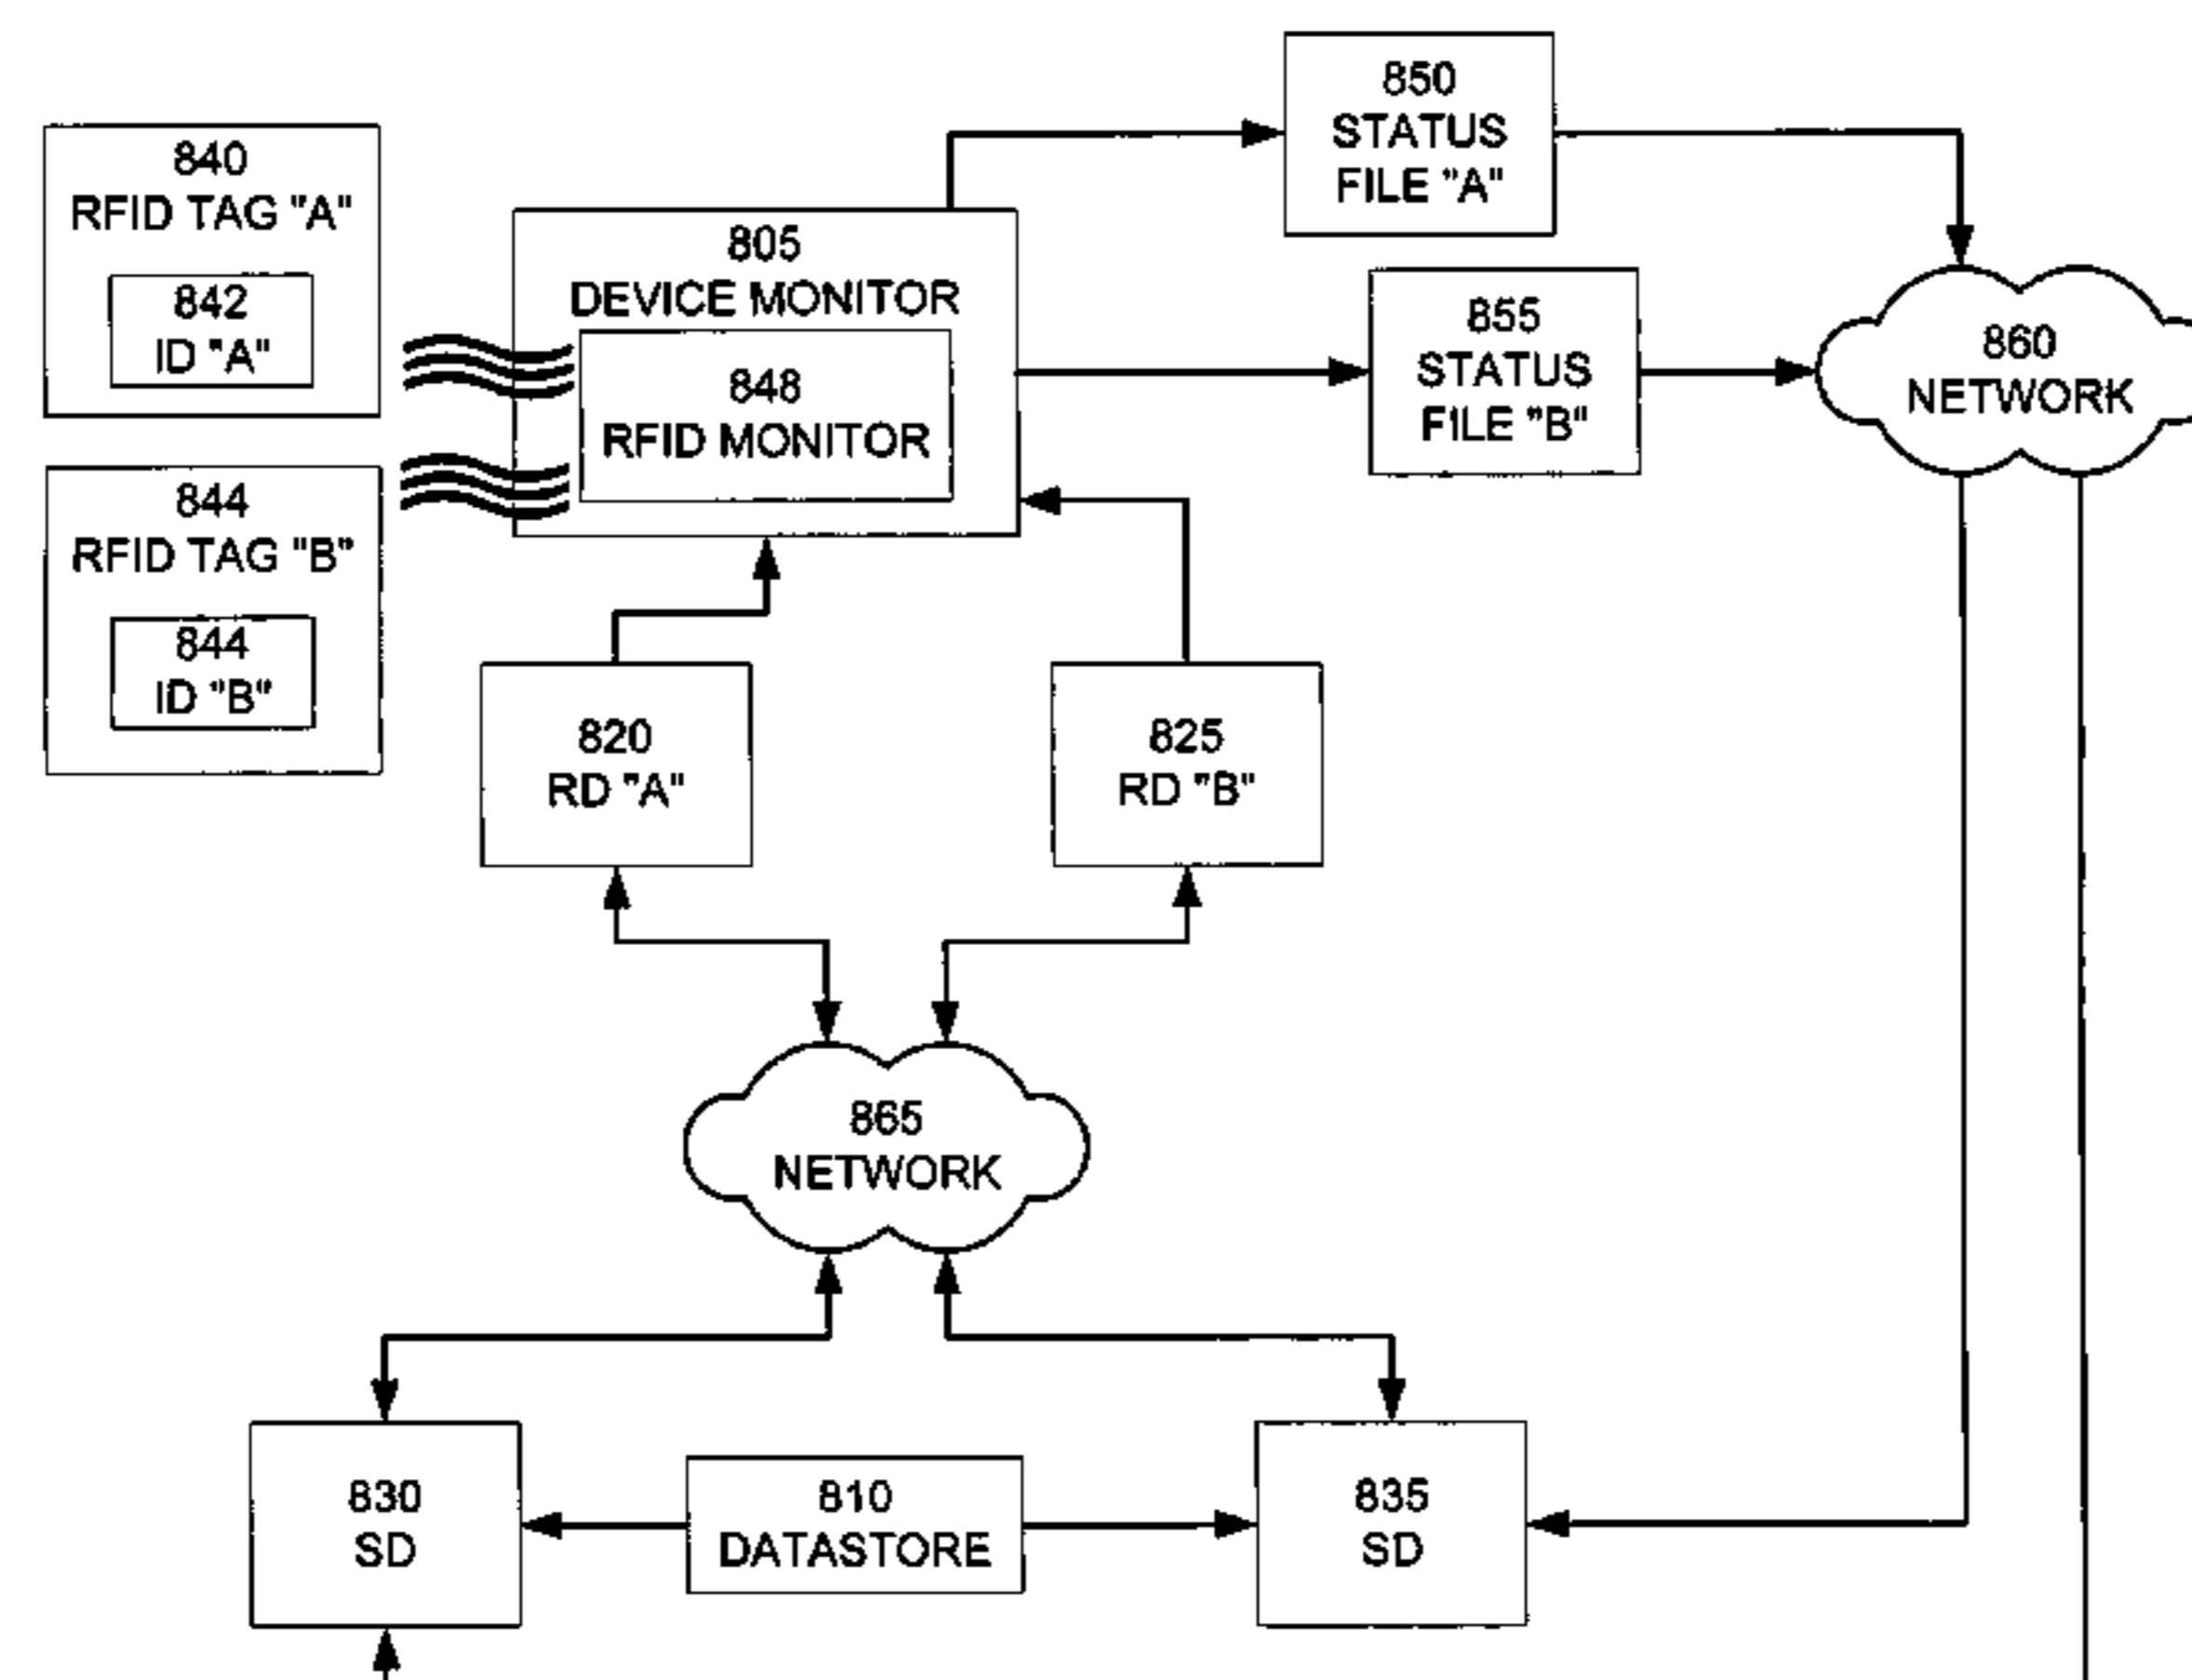 850
STATUS
FILE "A"
840
RFID TAG "A"
842
ID "A"
805
DEVICE MONITOR
848
RFID MONITOR
855
STATUS
FILE "B"
860
NETWORK
844
RFID TAG "B"
844
ID "B"
820
RD "A"
825
RD "B"
865
NETWORK
830
SD
810
DATASTORE
835
SD